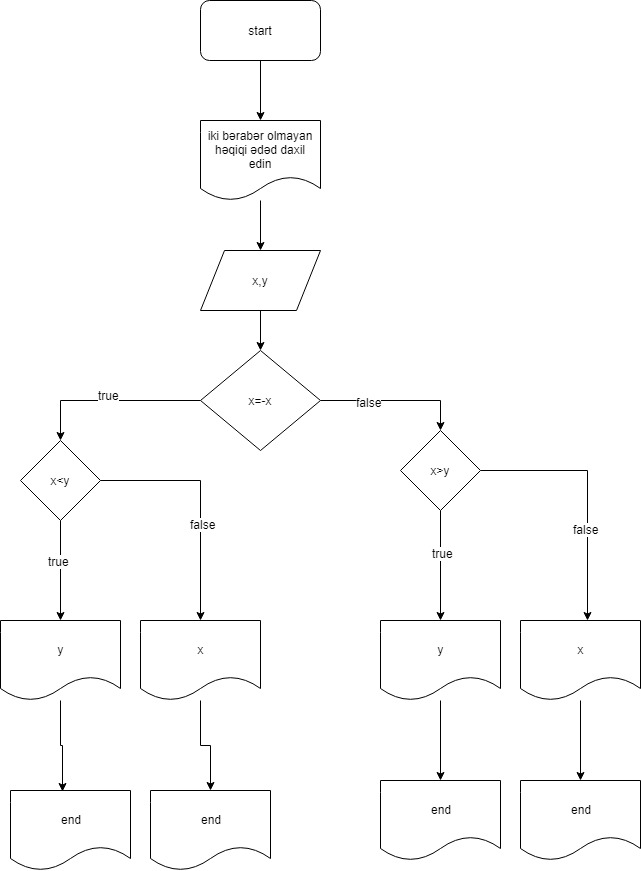 start
iki bərabər olmayan
həqiqi ədəd daxil
edin
x,y
x=-x
true
false
x<y
x>y
false
true
true
false
y
x
y
x
end
end
end
end